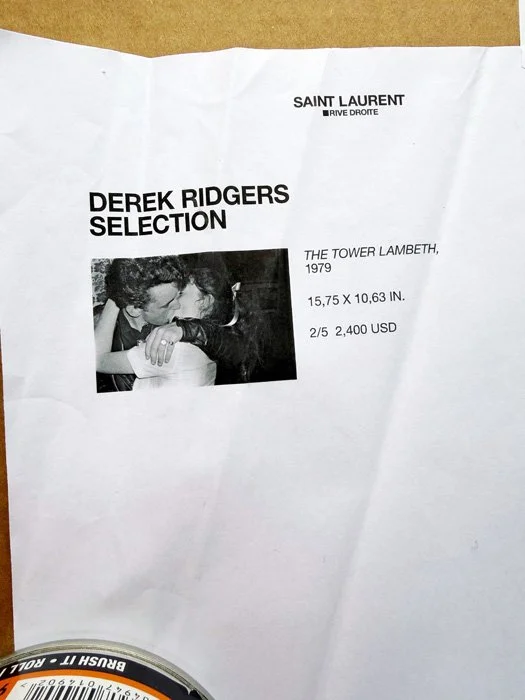 SAINT LAURENT
RIVE DROITE
DEREK RIDGERS
SELECTION
THE TOWER LAMBETH,
1979
15,75 X 10,63 IN.
2/5 2,400 USD
BRUSH IT • ROLL